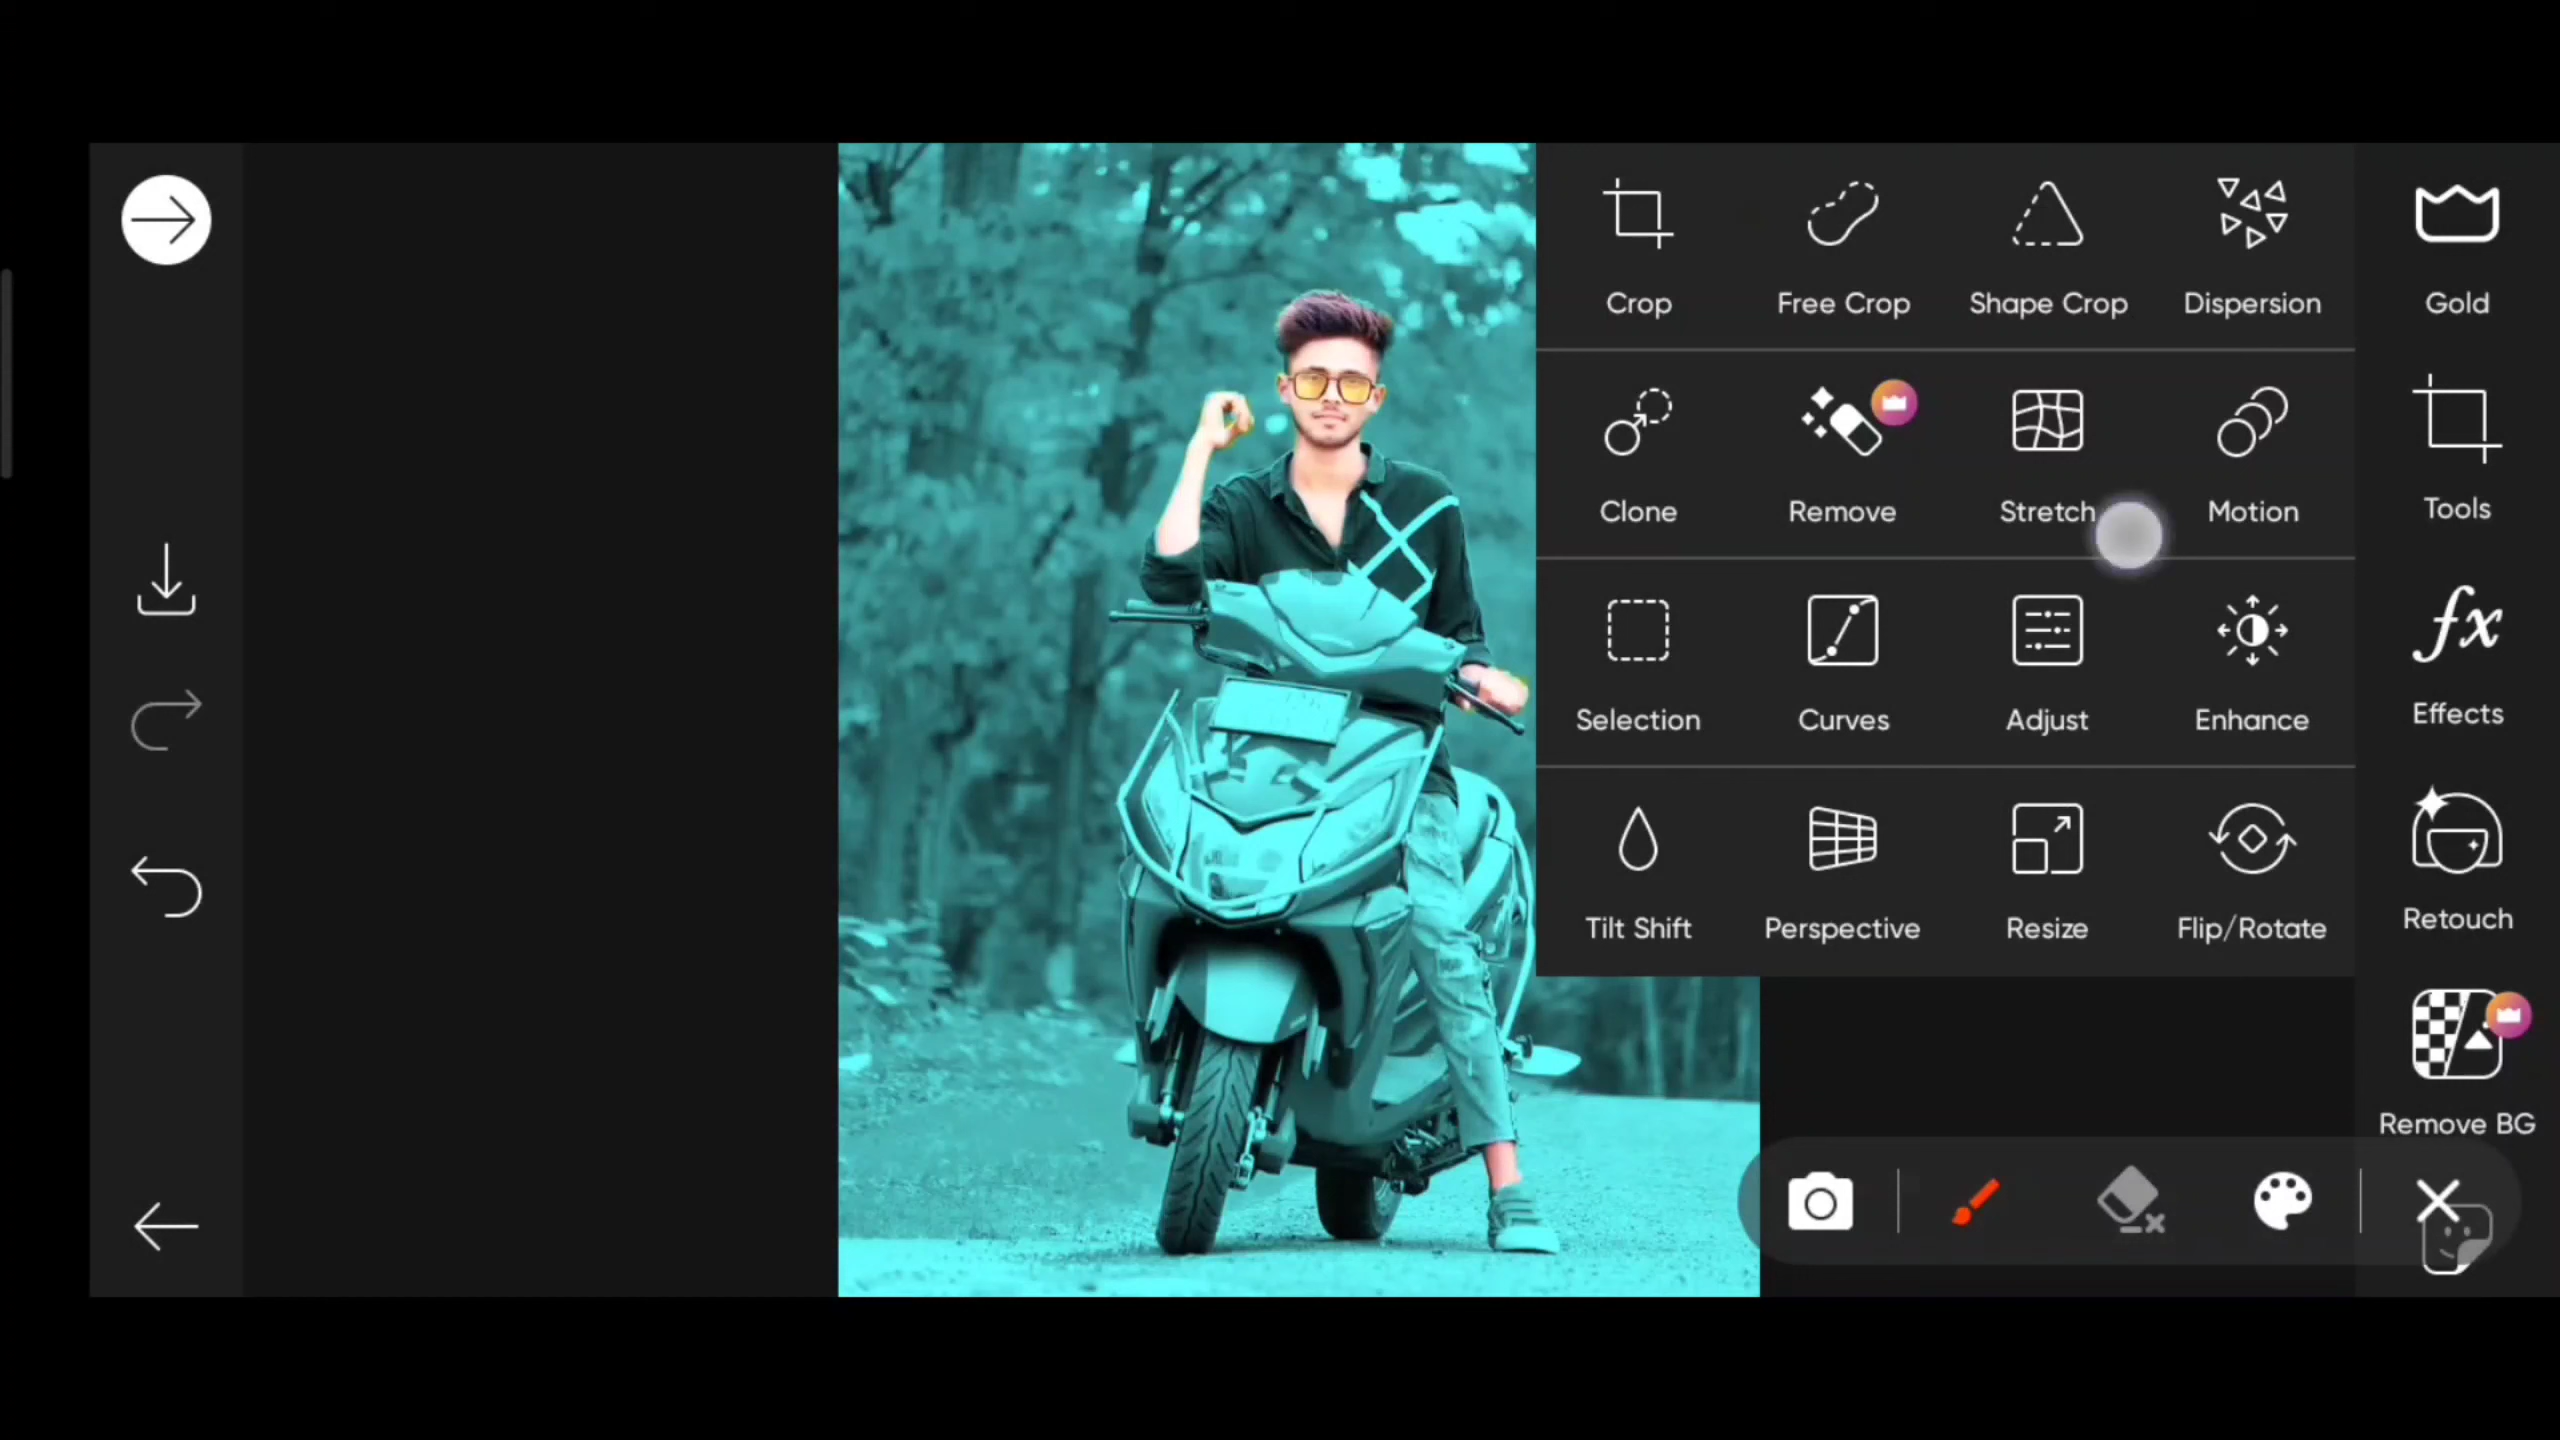 Crop Free Crop Shape Crop Dispersion Gold
Clone Remove Stretch Motion Tools
Selection Curves Adjust Enhance Effects
Tilt Shift Perspective Resize Flip/Rotate Retouch
Remove BG